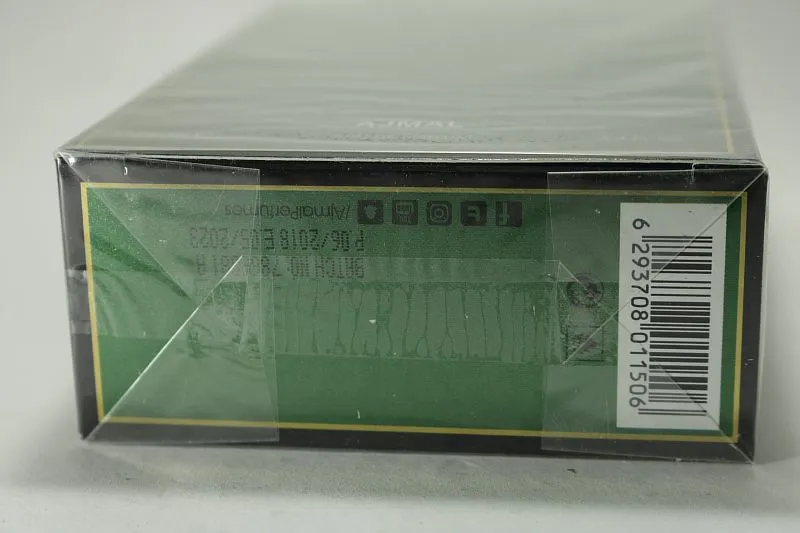 AJMAL
//AjmalPerfumes
P.06/2018 E.05/2023
BATCH NO.
6 293708 011506